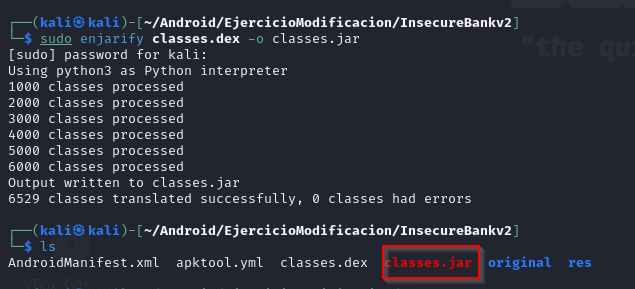 ┌──(kali㉿kali)-[~/Android/EjercicioModificacion/InsecureBankv2]
└─$ sudo enjarify classes.dex -o classes.jar
[sudo] password for kali:
Using python3 as Python interpreter
1000 classes processed
2000 classes processed
3000 classes processed
4000 classes processed
5000 classes processed
6000 classes processed
Output written to classes.jar
6529 classes translated successfully, 0 classes had errors
┌──(kali㉿kali)-[~/Android/EjercicioModificacion/InsecureBankv2]
└─$ ls
AndroidManifest.xml apktool.yml classes.dex classes.jar original res
"the qu